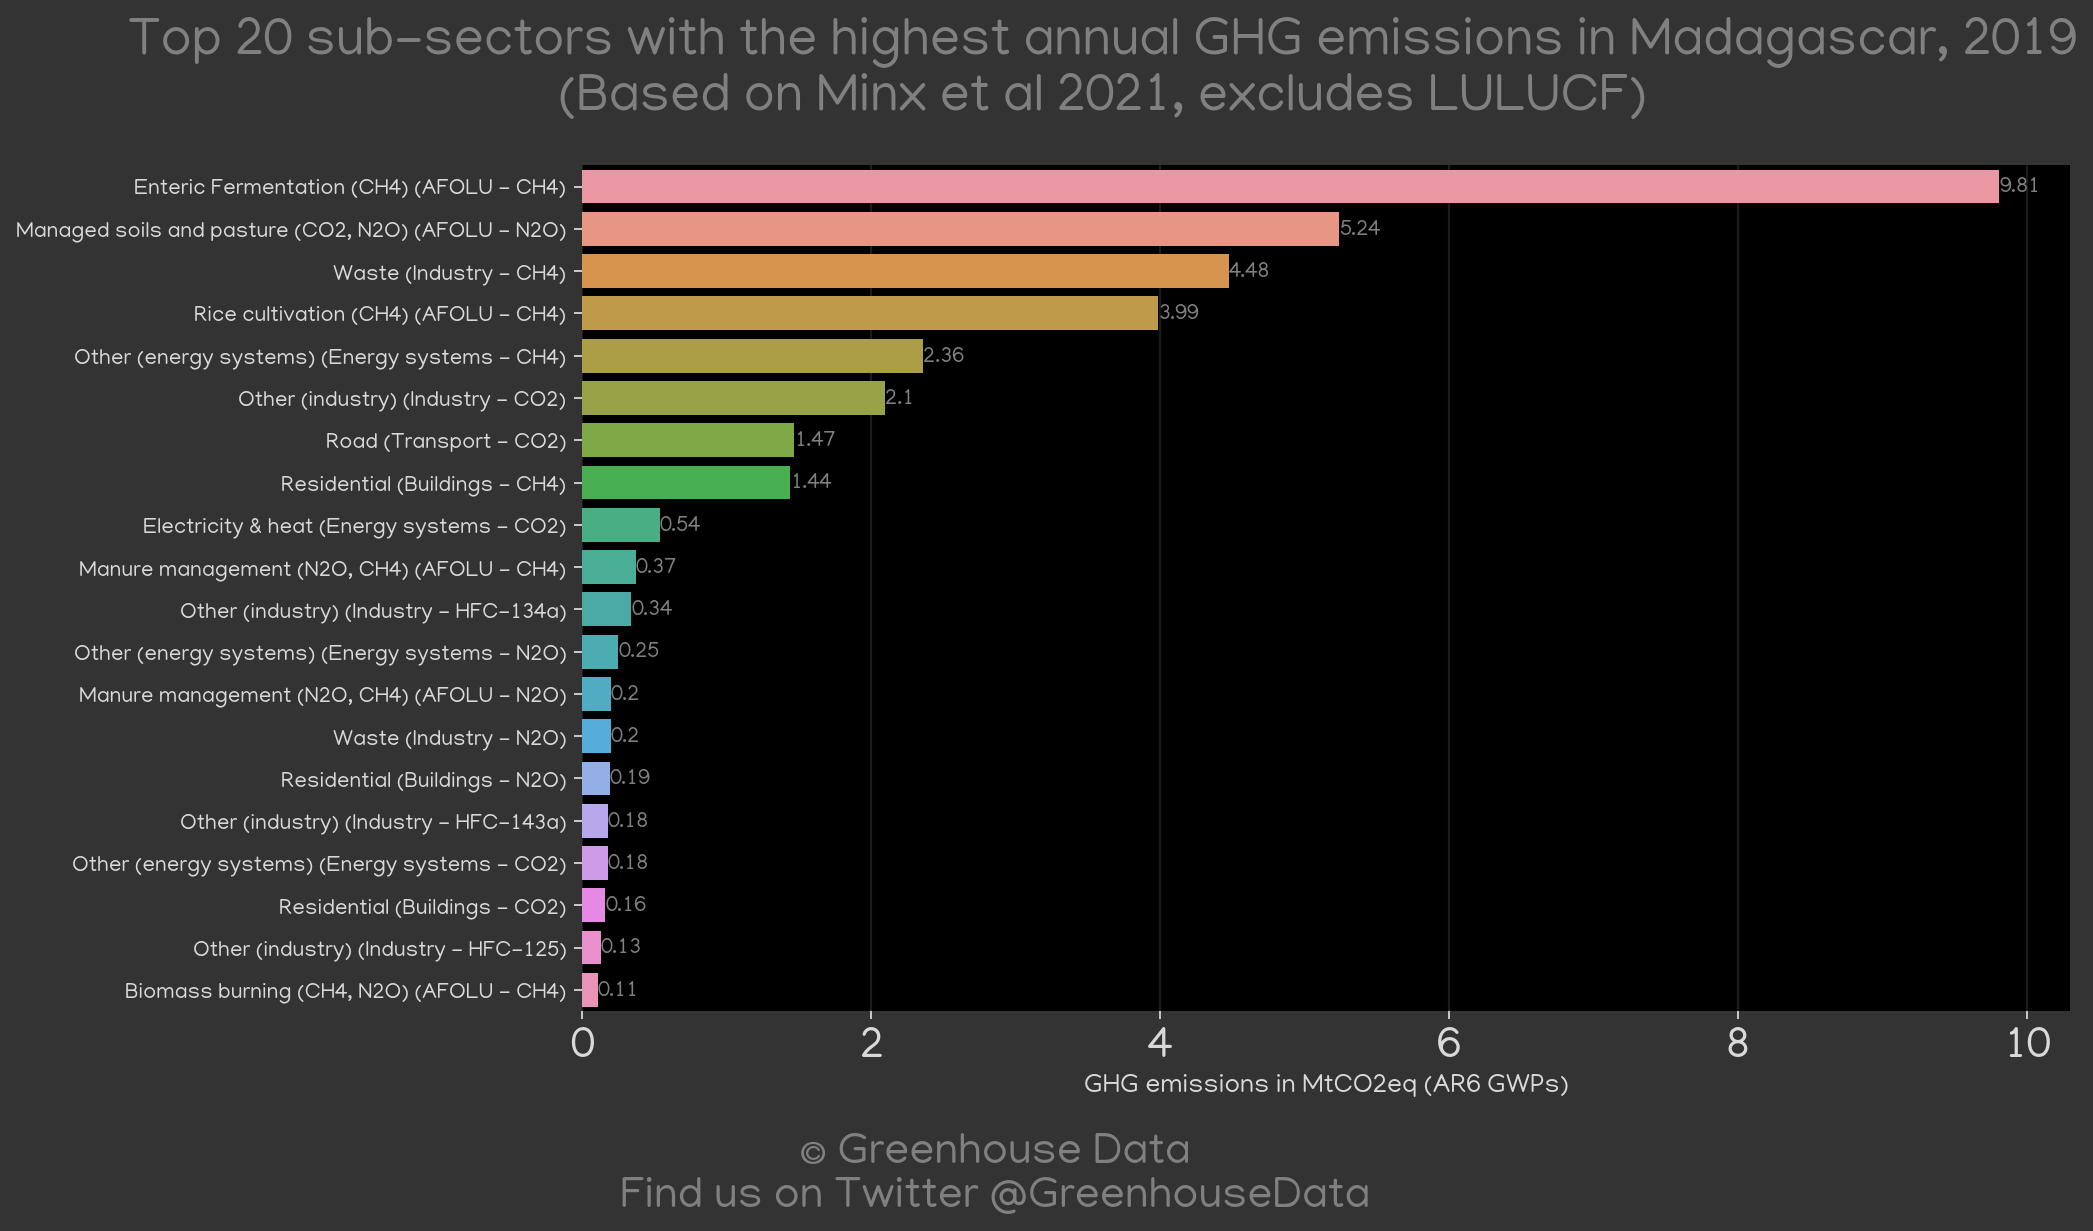 Top 20 sub-sectors with the highest annual GHG emissions in Madagascar, 2019
(Based on Minx et al 2021, excludes LULUCF)
Enteric Fermentation (CH4) (AFOLU - CH4) 9.81
Managed soils and pasture (CO2, N2O) (AFOLU - N2O) 5.24
Waste (Industry - CH4) 4.48
Rice cultivation (CH4) (AFOLU - CH4) 3.99
Other (energy systems) (Energy systems - CH4) 2.36
Other (industry) (Industry - CO2) 2.1
Road (Transport - CO2) 1.47
Residential (Buildings - CH4) 1.44
Electricity & heat (Energy systems - CO2) 0.54
Manure management (N2O, CH4) (AFOLU - CH4) 0.37
Other (industry) (Industry - HFC-134a) 0.34
Other (energy systems) (Energy systems - N2O) 0.25
Manure management (N2O, CH4) (AFOLU - N2O) 0.2
Waste (Industry - N2O) 0.2
Residential (Buildings - N2O) 0.19
Other (industry) (Industry - HFC-143a) 0.18
Other (energy systems) (Energy systems - CO2) 0.18
Residential (Buildings - CO2) 0.16
Other (industry) (Industry - HFC-125) 0.13
Biomass burning (CH4, N2O) (AFOLU - CH4) 0.11
0 2 4 6 8 10
GHG emissions in MtCO2eq (AR6 GWPs)
© Greenhouse Data
Find us on Twitter @GreenhouseData